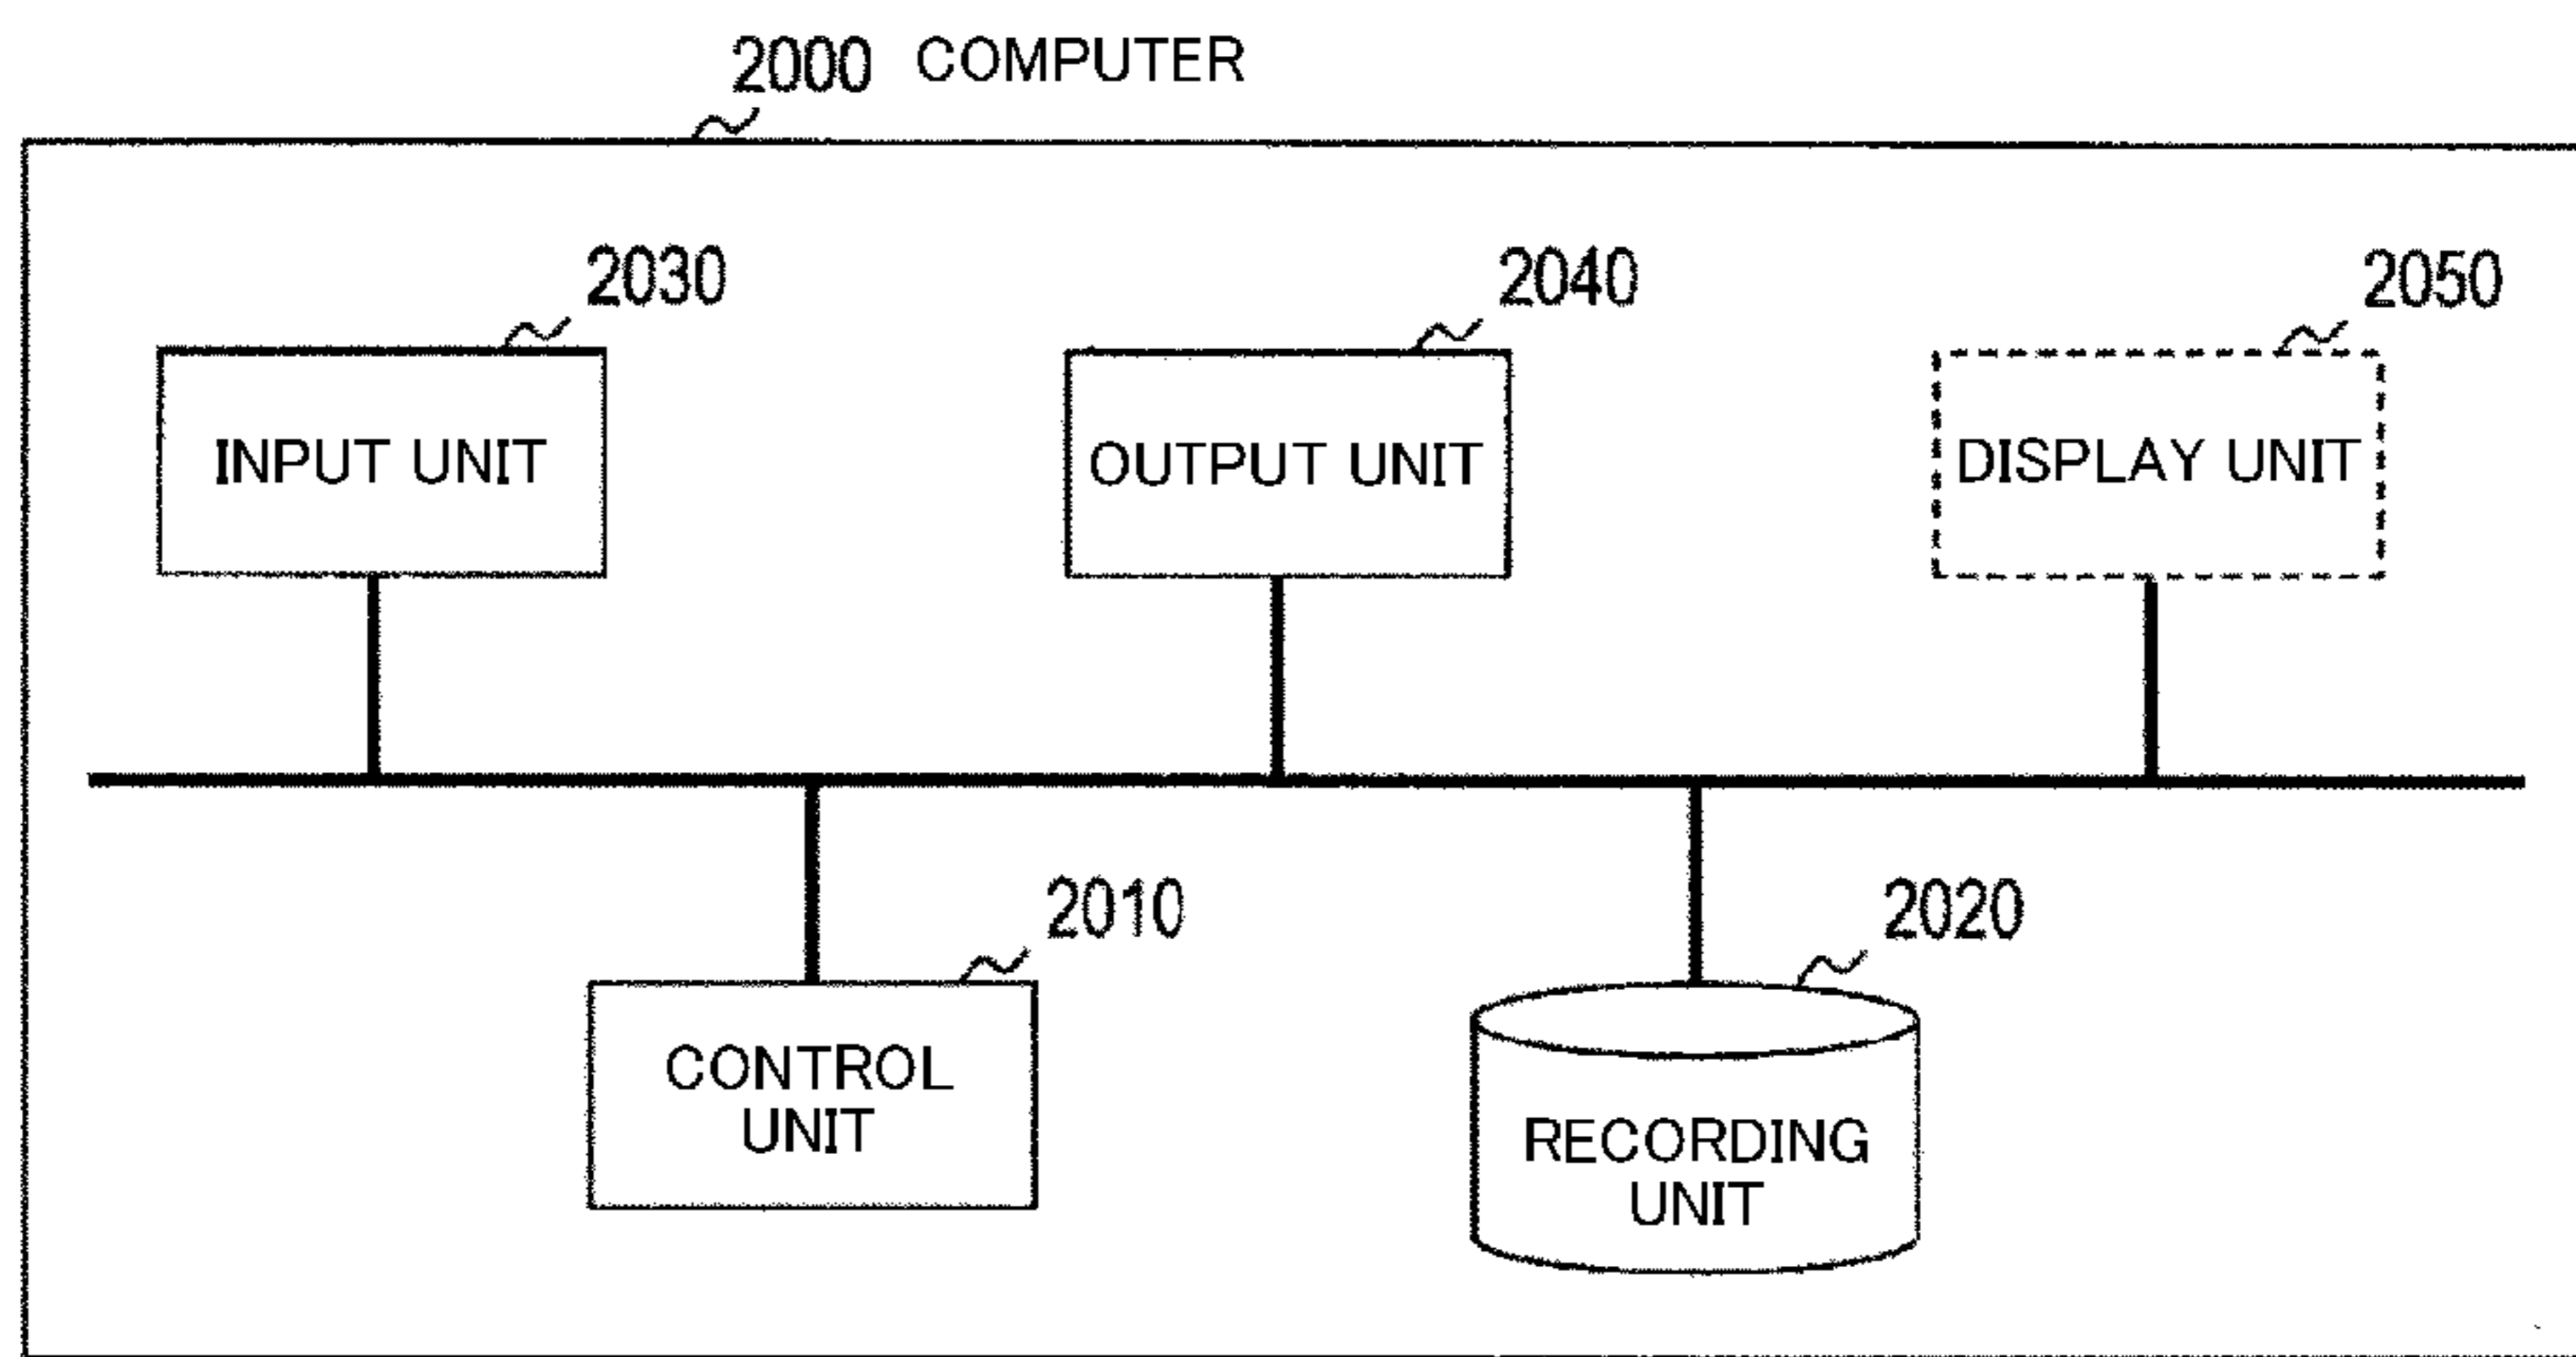 2000 COMPUTER
2030
2040
2050
INPUT UNIT
OUTPUT UNIT
DISPLAY UNIT
2010
2020
CONTROL
UNIT
RECORDING
UNIT